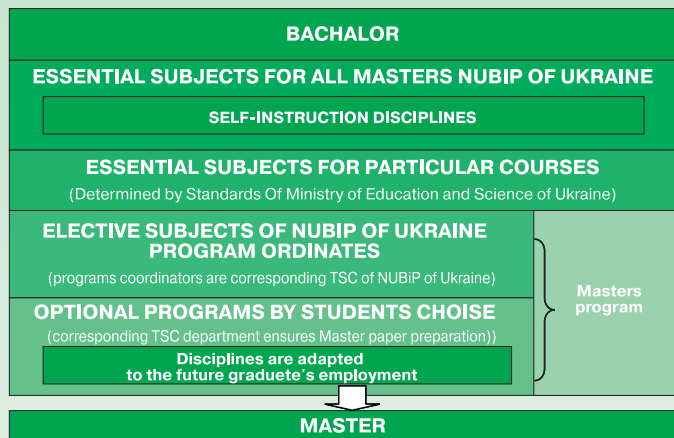 BACHALOR
ESSENTIAL SUBJECTS FOR ALL MASTERS NUBIP OF UKRAINE
SELF-INSTRUCTION DISCIPLINES
ESSENTIAL SUBJECTS FOR PARTICULAR COURSES
(Determined by Standards Of Ministry of Education and Science of Ukraine)
ELECTIVE SUBJECTS OF NUBIP OF UKRAINE
PROGRAM ORDINATES
(programs coordinators are corresponding TSC of NUBiP of Ukraine)
OPTIONAL PROGRAMS BY STUDENTS CHOISE
(corresponding TSC department ensures Master paper preparation))
Disciplines are adapted
to the future graduete's employment
Masters
program
MASTER